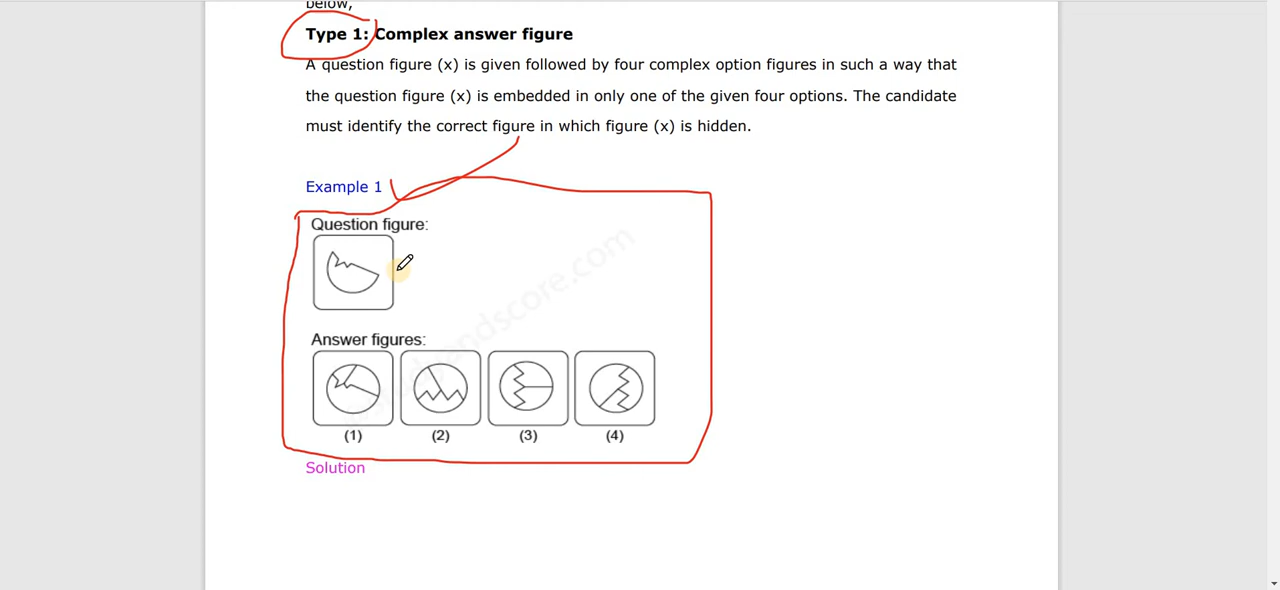 below,
Type 1: Complex answer figure
A question figure (x) is given followed by four complex option figures in such a way that
the question figure (x) is embedded in only one of the given four options. The candidate
must identify the correct figure in which figure (x) is hidden.
Example 1
Question figure:
Answer figures:
(1) (2) (3) (4)
Solution